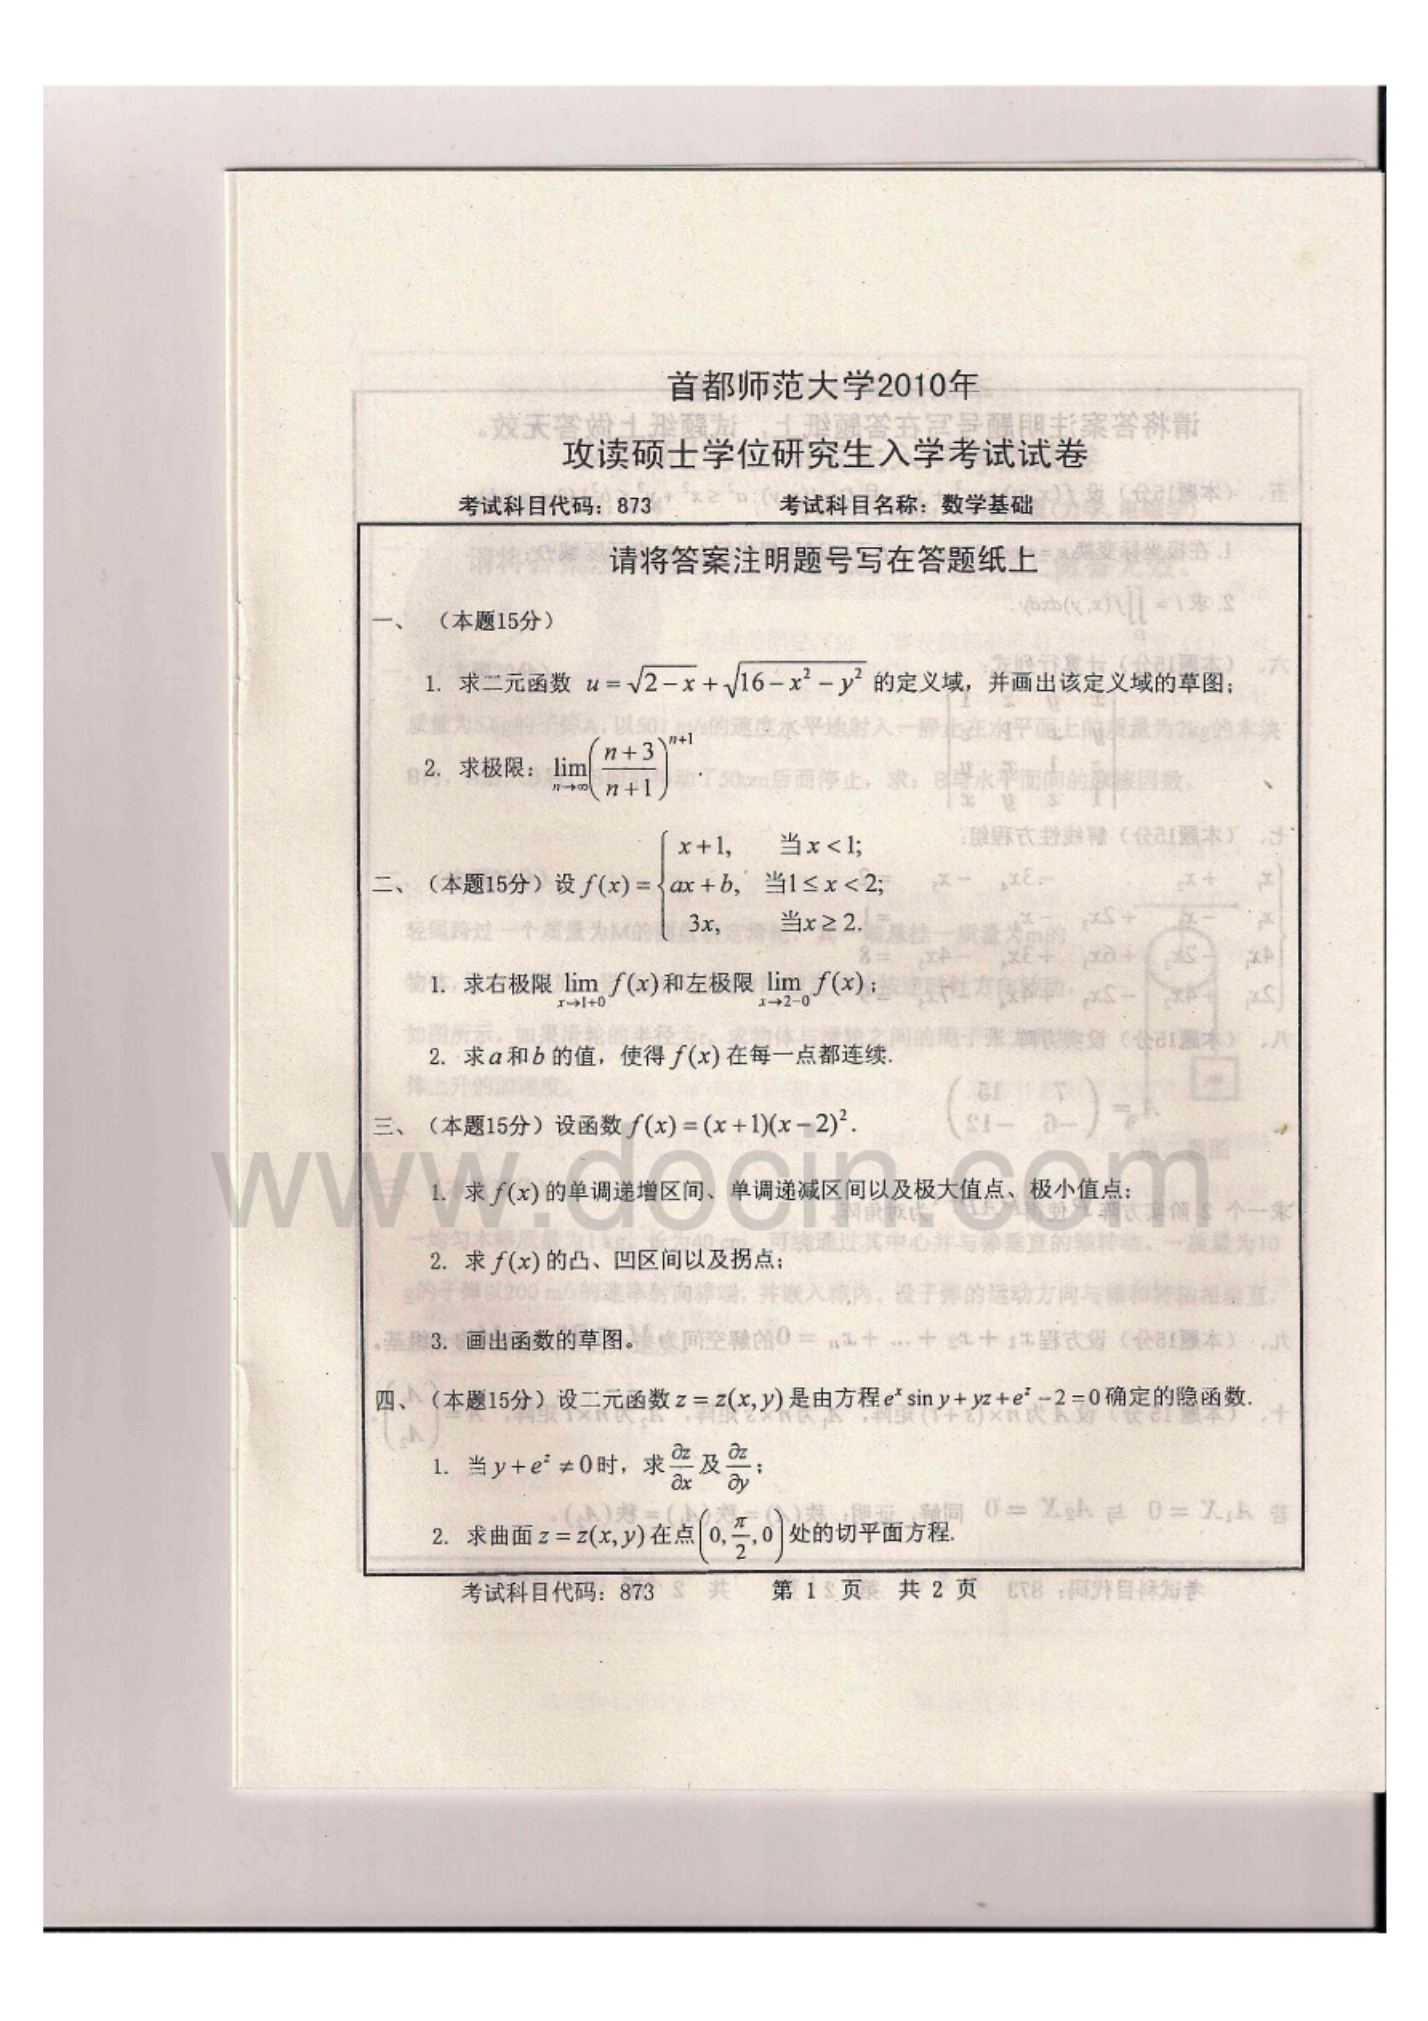 首都师范大学2010年
攻读硕士学位研究生入学考试试卷
考试科目代码：873 考试科目名称：数学基础
请将答案注明题号写在答题纸上
一、（本题15分）
1. 求二元函数 u = √(2−x) + √(16−x²−y²) 的定义域，并画出该定义域的草图；
2. 求极限：lim_{n→∞} ((n+3)/(n+1))^{n+1}.
二、（本题15分）设 f(x) = { x+1, 当 x<1; ax+b, 当1≤x<2; 3x, 当x≥2.
1. 求右极限 lim_{x→1+0} f(x) 和左极限 lim_{x→2−0} f(x)；
2. 求 a 和 b 的值，使得 f(x) 在每一点都连续.
三、（本题15分）设函数 f(x) = (x+1)(x−2)².
1. 求 f(x) 的单调递增区间、单调递减区间以及极大值点、极小值点；
2. 求 f(x) 的凸、凹区间以及拐点；
3. 画出函数的草图。
四、（本题15分）设二元函数 z = z(x,y) 是由方程 eˣ sin y + yz + e^z − 2 = 0 确定的隐函数.
1. 当 y + e^z ≠ 0 时，求 ∂z/∂x 及 ∂z/∂y；
2. 求曲面 z = z(x,y) 在点 (0, π/2, 0) 处的切平面方程.
考试科目代码：873 第 1 页 共 2 页
www.docin.com